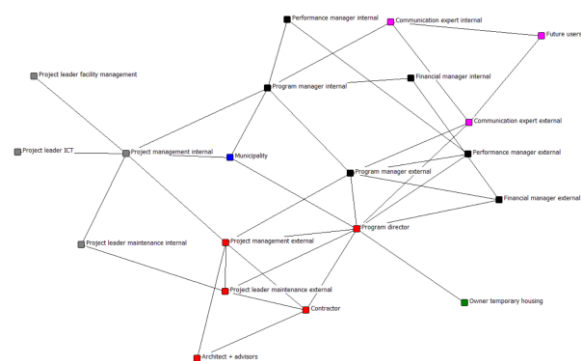 Performance manager internal
Communication expert internal
Future users
Project leader facility management
Program manager internal
Financial manager internal
Communication expert external
Project leader ICT
Project management internal
Municipality
Performance manager external
Program manager external
Financial manager external
Project leader maintenance internal
Project management external
Program director
Project leader maintenance external
Owner temporary housing
Contractor
Architect + advisors